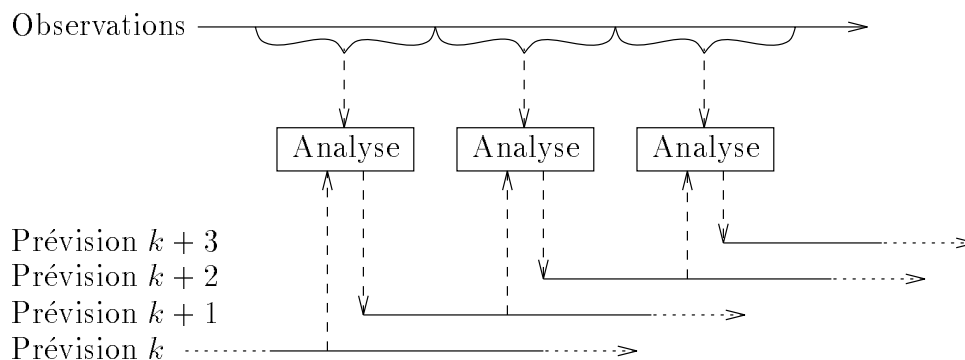 Observations
Analyse Analyse Analyse
Prévision k + 3
Prévision k + 2
Prévision k + 1
Prévision k